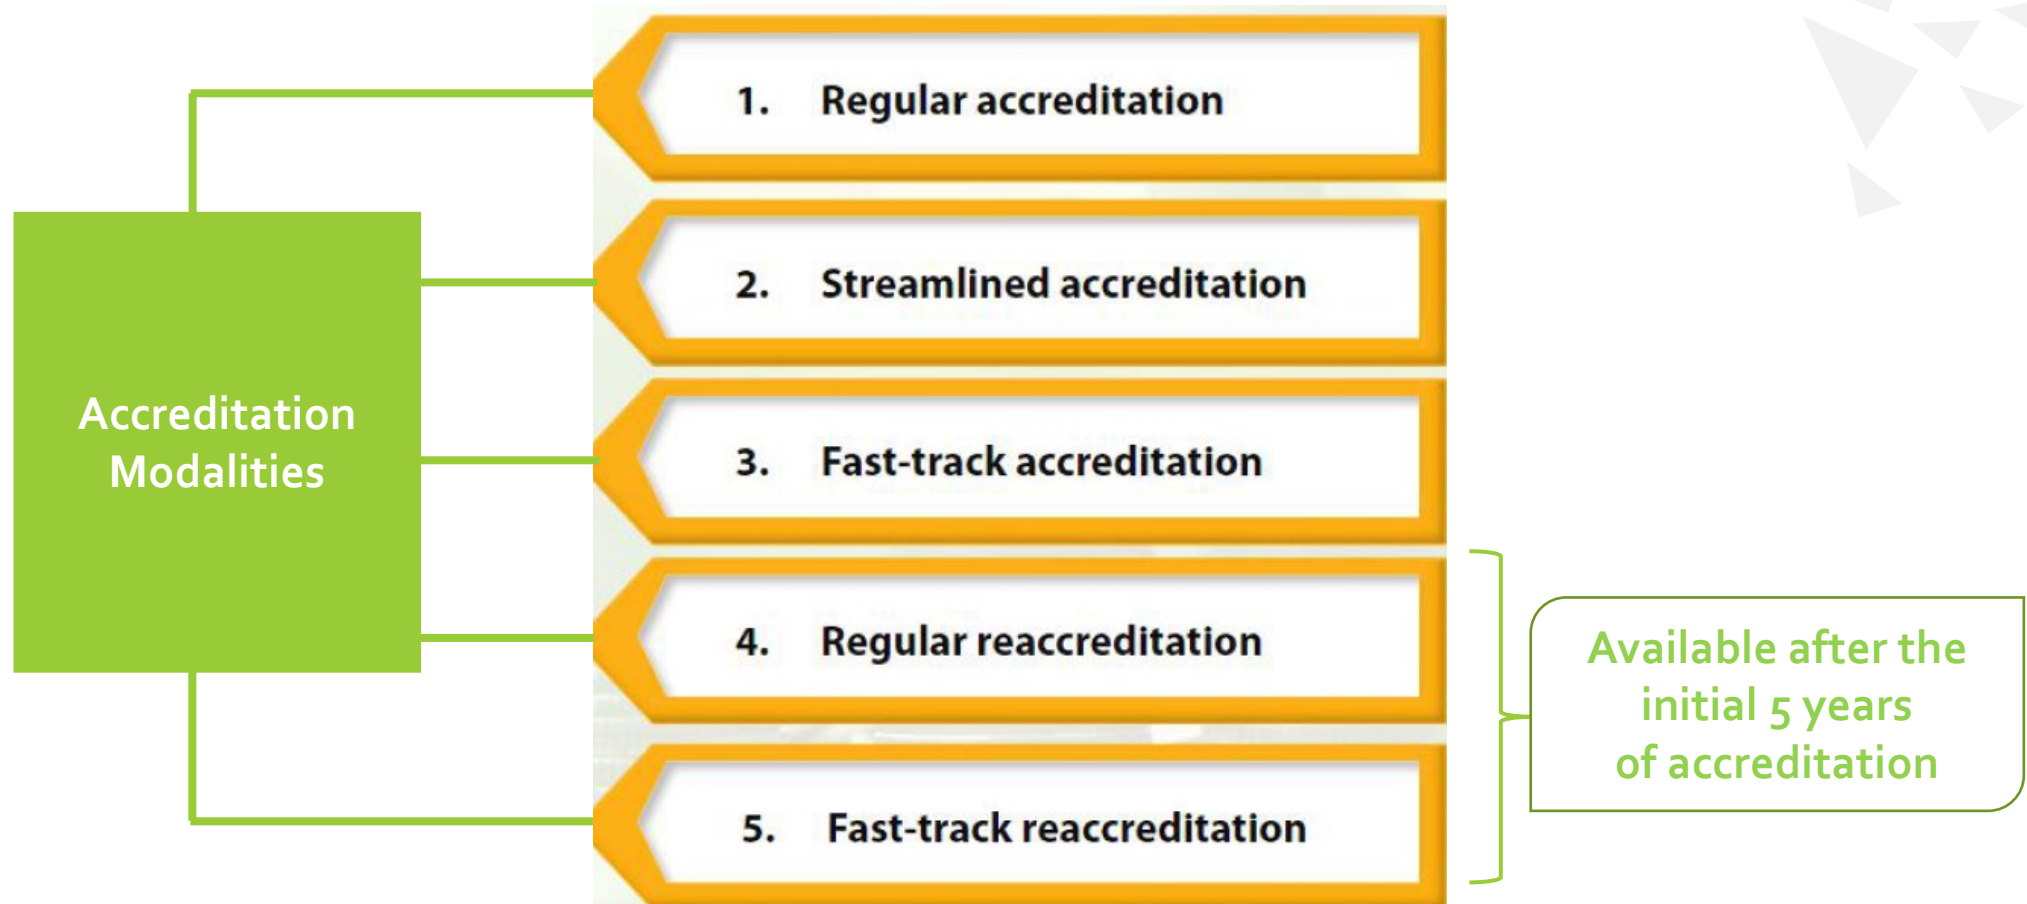 Accreditation
Modalities
1. Regular accreditation
2. Streamlined accreditation
3. Fast-track accreditation
4. Regular reaccreditation
5. Fast-track reaccreditation
Available after the
initial 5 years
of accreditation